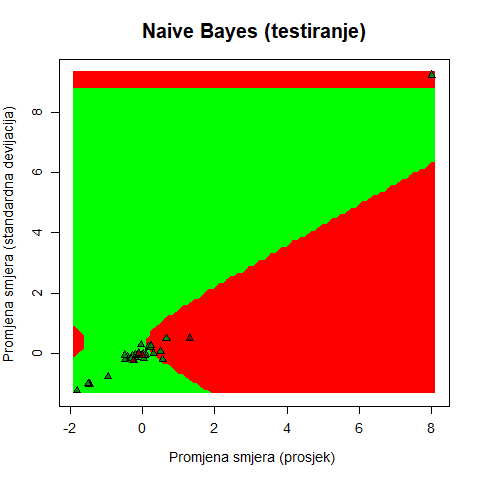 Naive Bayes (testiranje)
Promjena smjera (standardna devijacija)
8
6
4
2
0
-2 0 2 4 6 8
Promjena smjera (prosjek)